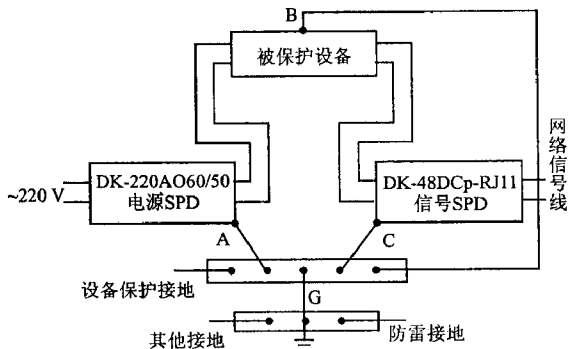 B
被保护设备
网络信号线
DK-220AO60/50
电源SPD
~220 V
DK-48DCp-RJ11
信号SPD
A
C
设备保护接地
G
其他接地
防雷接地